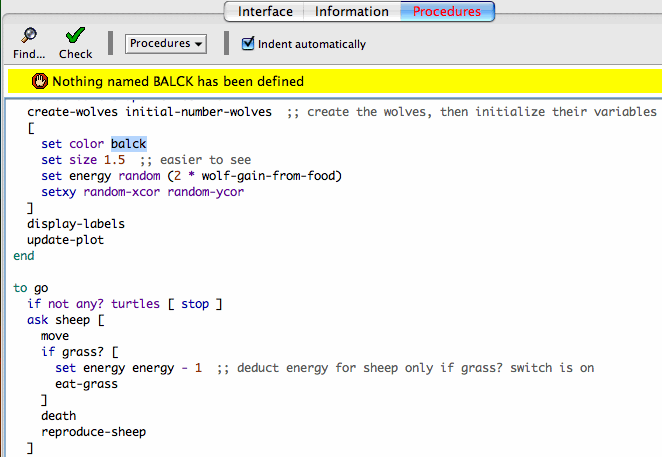 Interface Information Procedures
Find... Check Procedures Indent automatically
Nothing named BALCK has been defined
create-wolves initial-number-wolves  ;; create the wolves, then initialize their variables
[
set color balck
set size 1.5  ;; easier to see
set energy random (2 * wolf-gain-from-food)
setxy random-xcor random-ycor
]
display-labels
update-plot
end
to go
if not any? turtles [ stop ]
ask sheep [
move
if grass? [
set energy energy - 1  ;; deduct energy for sheep only if grass? switch is on
eat-grass
]
death
reproduce-sheep
]